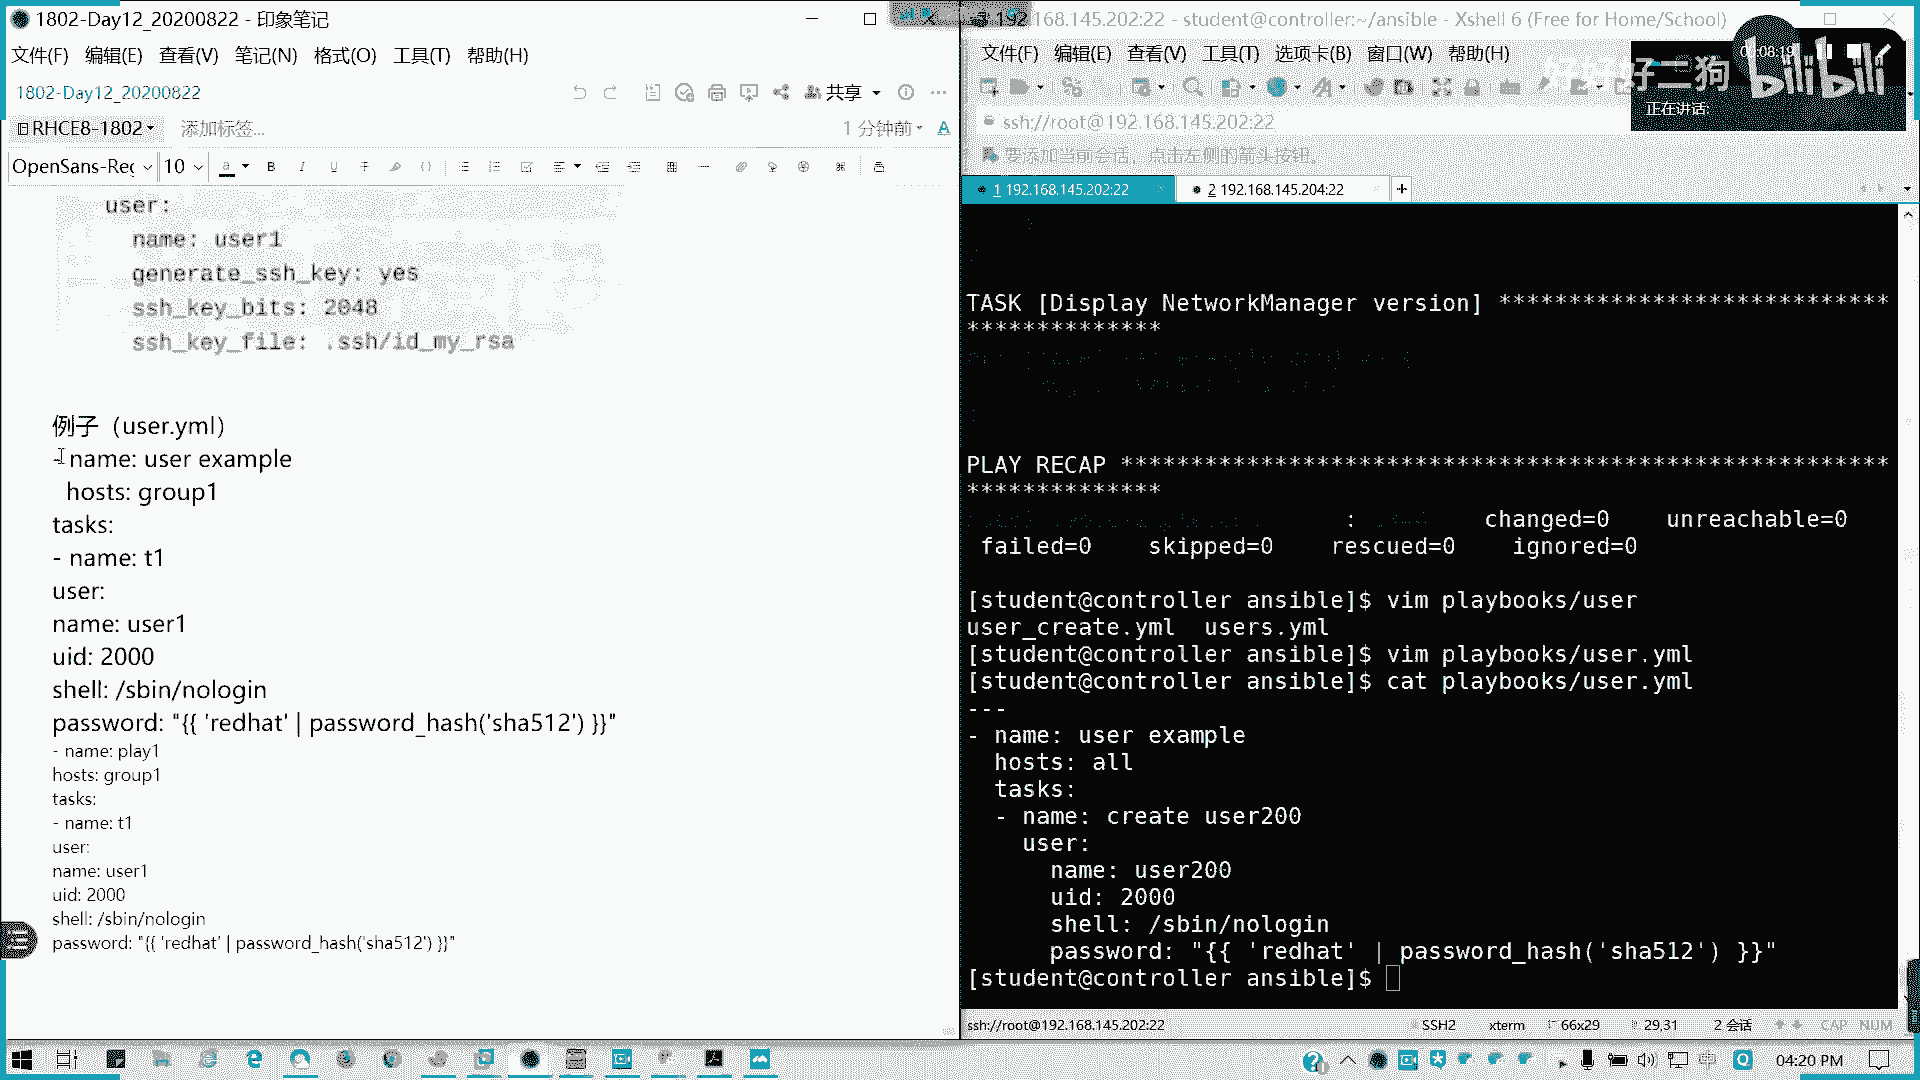 1802-Day12_20200822 - 印象笔记
文件(F) 编辑(E) 查看(V) 笔记(N) 格式(O) 工具(T) 帮助(H)
1802-Day12_20200822
共享
RHCE8-1802
添加标签...
1 分钟前
OpenSans-Reg
10
user:
name: user1
generate_ssh_key: yes
ssh_key_bits: 2048
ssh_key_file: .ssh/id_my_rsa
例子（user.yml）
- name: user example
hosts: group1
tasks:
- name: t1
user:
name: user1
uid: 2000
shell: /sbin/nologin
password: "{{ 'redhat' | password_hash('sha512') }}"
- name: play1
hosts: group1
tasks:
- name: t1
user:
name: user1
uid: 2000
shell: /sbin/nologin
password: "{{ 'redhat' | password_hash('sha512') }}"
192.168.145.202:22 - student@controller:~/ansible - Xshell 6 (Free for Home/School)
文件(F) 编辑(E) 查看(V) 工具(T) 选项卡(B) 窗口(W) 帮助(H)
好好好二狗
bilibili
正在讲话:
ssh://root@192.168.145.202:22
要添加当前会话，点击左侧的箭头按钮。
1 192.168.145.202:22
2 192.168.145.204:22
TASK [Display NetworkManager version] ****************************
**************
PLAY RECAP ********************************************************
**************
: changed=0 unreachable=0
failed=0 skipped=0 rescued=0 ignored=0
[student@controller ansible]$ vim playbooks/user
user_create.yml users.yml
[student@controller ansible]$ vim playbooks/user.yml
[student@controller ansible]$ cat playbooks/user.yml
---
- name: user example
hosts: all
tasks:
- name: create user200
user:
name: user200
uid: 2000
shell: /sbin/nologin
password: "{{ 'redhat' | password_hash('sha512') }}"
[student@controller ansible]$
ssh://root@192.168.145.202:22
SSH2
xterm
66x29
29,31
2 会话
CAP NUM
04:20 PM